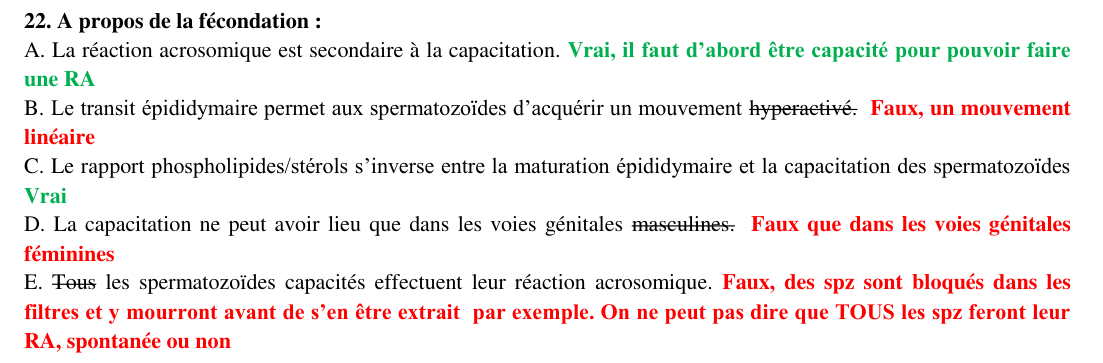 22. A propos de la fécondation :
A. La réaction acrosomique est secondaire à la capacitation. Vrai, il faut d'abord être capacité pour pouvoir faire
une RA
B. Le transit épididymaire permet aux spermatozoïdes d'acquérir un mouvement hyperactivé. Faux, un mouvement
linéaire
C. Le rapport phospholipides/stérols s'inverse entre la maturation épididymaire et la capacitation des spermatozoïdes
Vrai
D. La capacitation ne peut avoir lieu que dans les voies génitales masculines. Faux que dans les voies génitales
féminines
E. Tous les spermatozoïdes capacités effectuent leur réaction acrosomique. Faux, des spz sont bloqués dans les
filtres et y mourront avant de s'en être extrait par exemple. On ne peut pas dire que TOUS les spz feront leur
RA, spontanée ou non